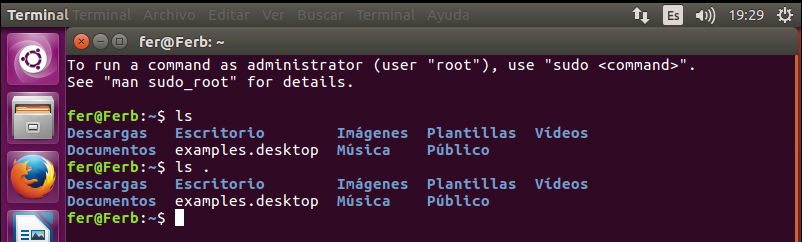 Terminal Terminal Archivo Editar Ver Buscar Terminal Ayuda Es 19:29
fer@Ferb: ~
To run a command as administrator (user "root"), use "sudo <command>".
See "man sudo_root" for details.
fer@Ferb:~$ ls
Descargas Escritorio Imágenes Plantillas Vídeos
Documentos examples.desktop Música Público
fer@Ferb:~$ ls .
Descargas Escritorio Imágenes Plantillas Vídeos
Documentos examples.desktop Música Público
fer@Ferb:~$